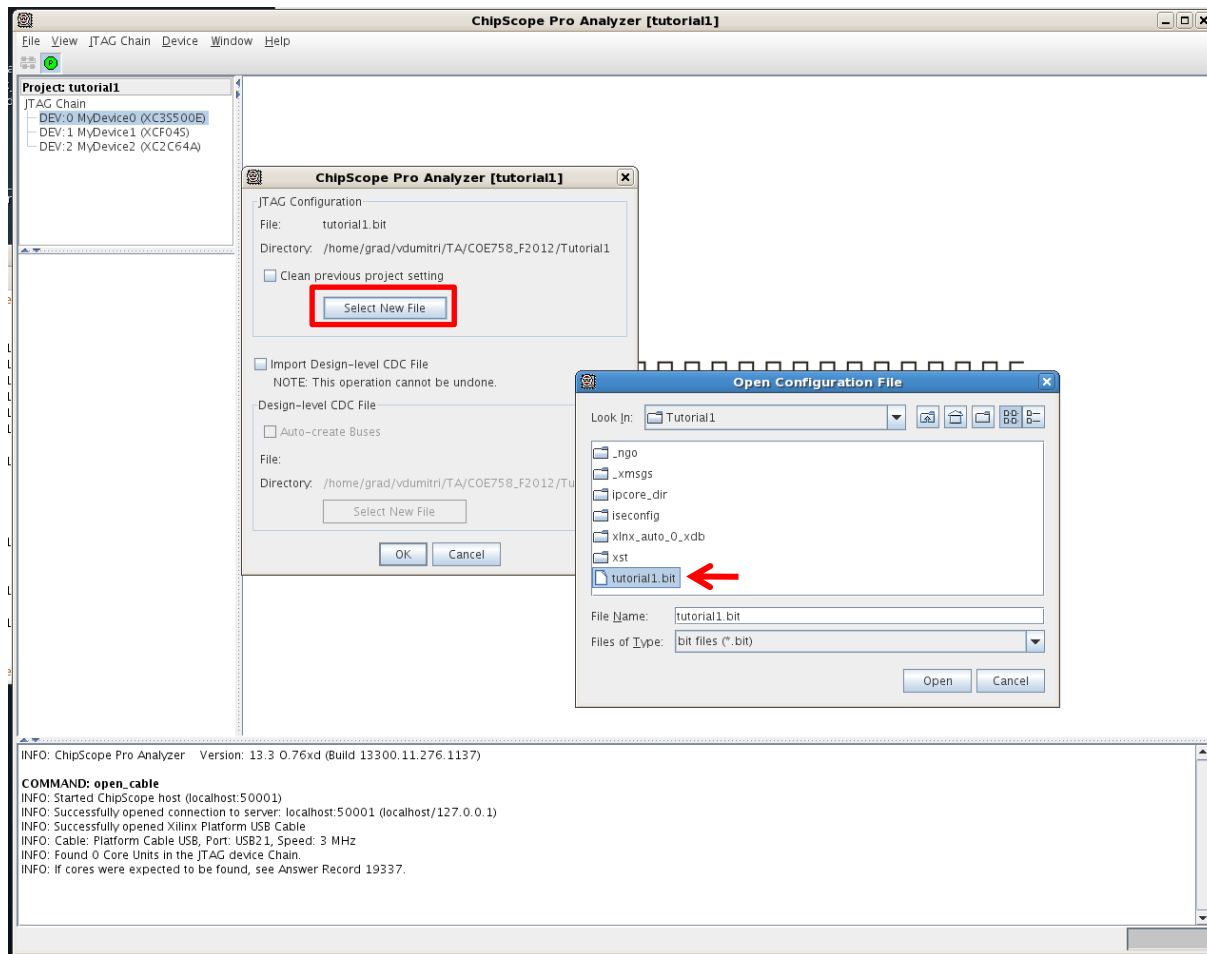 ChipScope Pro Analyzer [tutorial1]
File View JTAG Chain Device Window Help
P
Project: tutorial1
JTAG Chain
DEV:0 MyDevice0 (XC3S500E)
DEV:1 MyDevice1 (XCF04S)
DEV:2 MyDevice2 (XC2C64A)
ChipScope Pro Analyzer [tutorial1]
JTAG Configuration
File: tutorial1.bit
Directory: /home/grad/vdumitri/TA/COE758_F2012/Tutorial1
Clean previous project setting
Select New File
Import Design-level CDC File
NOTE: This operation cannot be undone.
Design-level CDC File
Auto-create Buses
File:
Directory: /home/grad/vdumitri/TA/COE758_F2012/Tu
Select New File
OK Cancel
Open Configuration File
Look In: Tutorial1
_ngo
_xmsgs
ipcore_dir
iseconfig
xlnx_auto_0_xdb
xst
tutorial1.bit
File Name: tutorial1.bit
Files of Type: bit files (*.bit)
Open Cancel
INFO: ChipScope Pro Analyzer Version: 13.3 0.76xd (Build 13300.11.276.1137)
COMMAND: open_cable
INFO: Started ChipScope host (localhost:50001)
INFO: Successfully opened connection to server: localhost:50001 (localhost/127.0.0.1)
INFO: Successfully opened Xilinx Platform USB Cable
INFO: Cable: Platform Cable USB, Port: USB21, Speed: 3 MHz
INFO: Found 0 Core Units in the JTAG device Chain.
INFO: If cores were expected to be found, see Answer Record 19337.